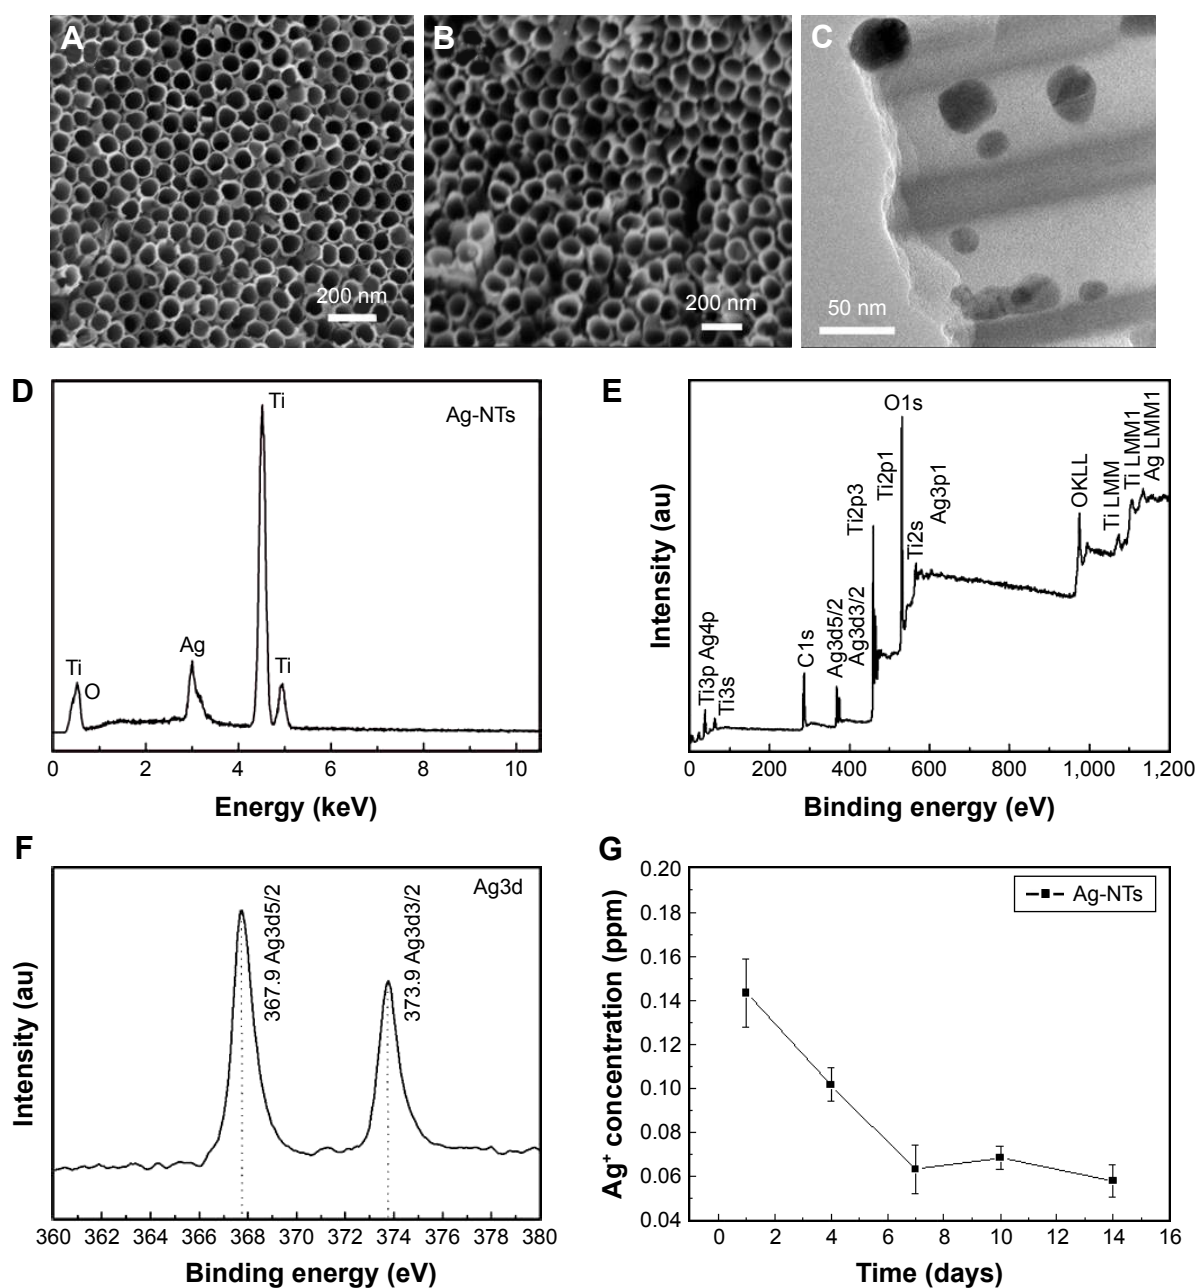 A
200 nm
B
200 nm
C
50 nm
D
Ag-NTs
Ti
Ag
Ti
Ti
O
0 2 4 6 8 10
Energy (keV)
E
Intensity (au)
O1s
Ti2p3
Ti2p1
Ti2s
Ag3p1
OKLL
Ti LMM
Ti LMM1
Ag LMM1
Ti3p Ag4p
Ti3s
C1s
Ag3d5/2
Ag3d3/2
0 200 400 600 800 1,000 1,200
Binding energy (eV)
F
Intensity (au)
Ag3d
367.9 Ag3d5/2
373.9 Ag3d3/2
360 362 364 366 368 370 372 374 376 378 380
Binding energy (eV)
G
Ag⁺ concentration (ppm)
Ag-NTs
0.20
0.18
0.16
0.14
0.12
0.10
0.08
0.06
0.04
0 2 4 6 8 10 12 14 16
Time (days)